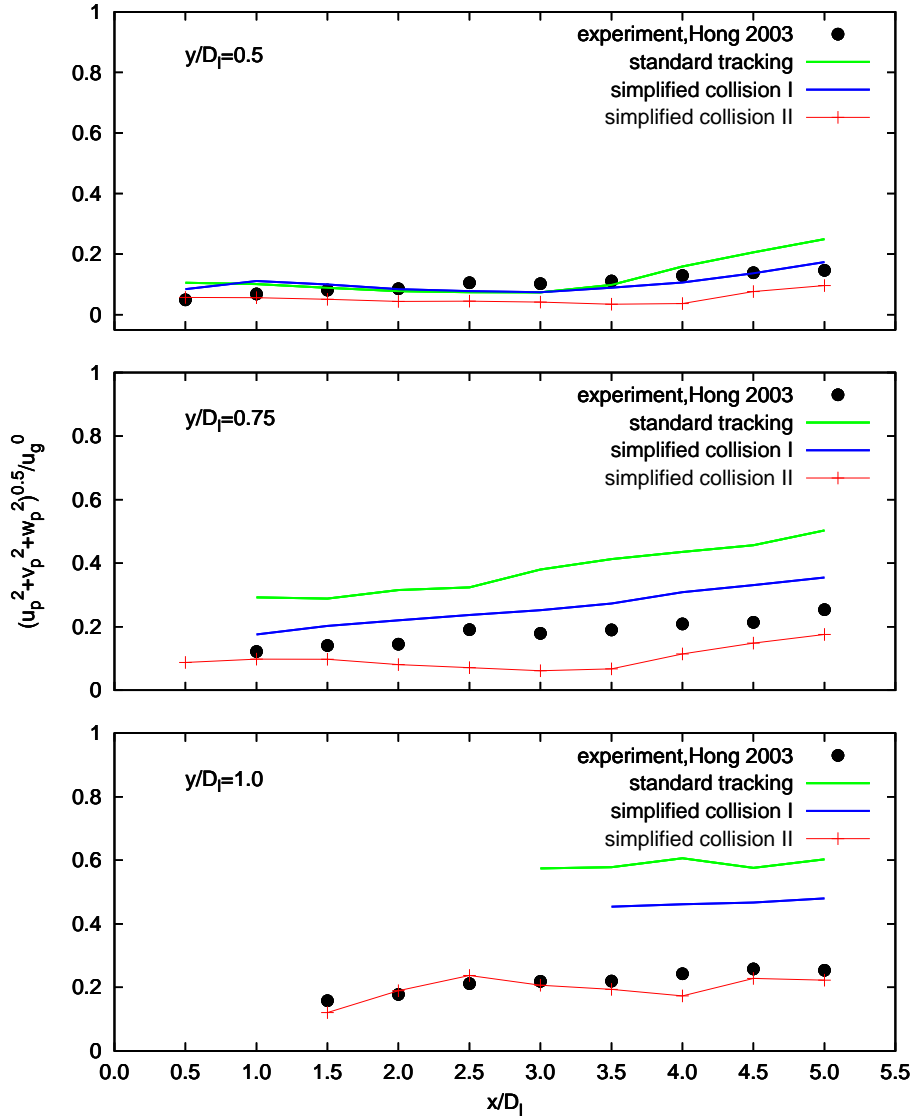 1
0.8
0.6
0.4
0.2
0
y/D_l=0.5
experiment,Hong 2003
standard tracking
simplified collision I
simplified collision II
(u_p^2+v_p^2+w_p^2)^0.5/u_g^0
1
0.8
0.6
0.4
0.2
0
y/D_l=0.75
experiment,Hong 2003
standard tracking
simplified collision I
simplified collision II
1
0.8
0.6
0.4
0.2
0
y/D_l=1.0
experiment,Hong 2003
standard tracking
simplified collision I
simplified collision II
0.0 0.5 1.0 1.5 2.0 2.5 3.0 3.5 4.0 4.5 5.0 5.5
x/D_l